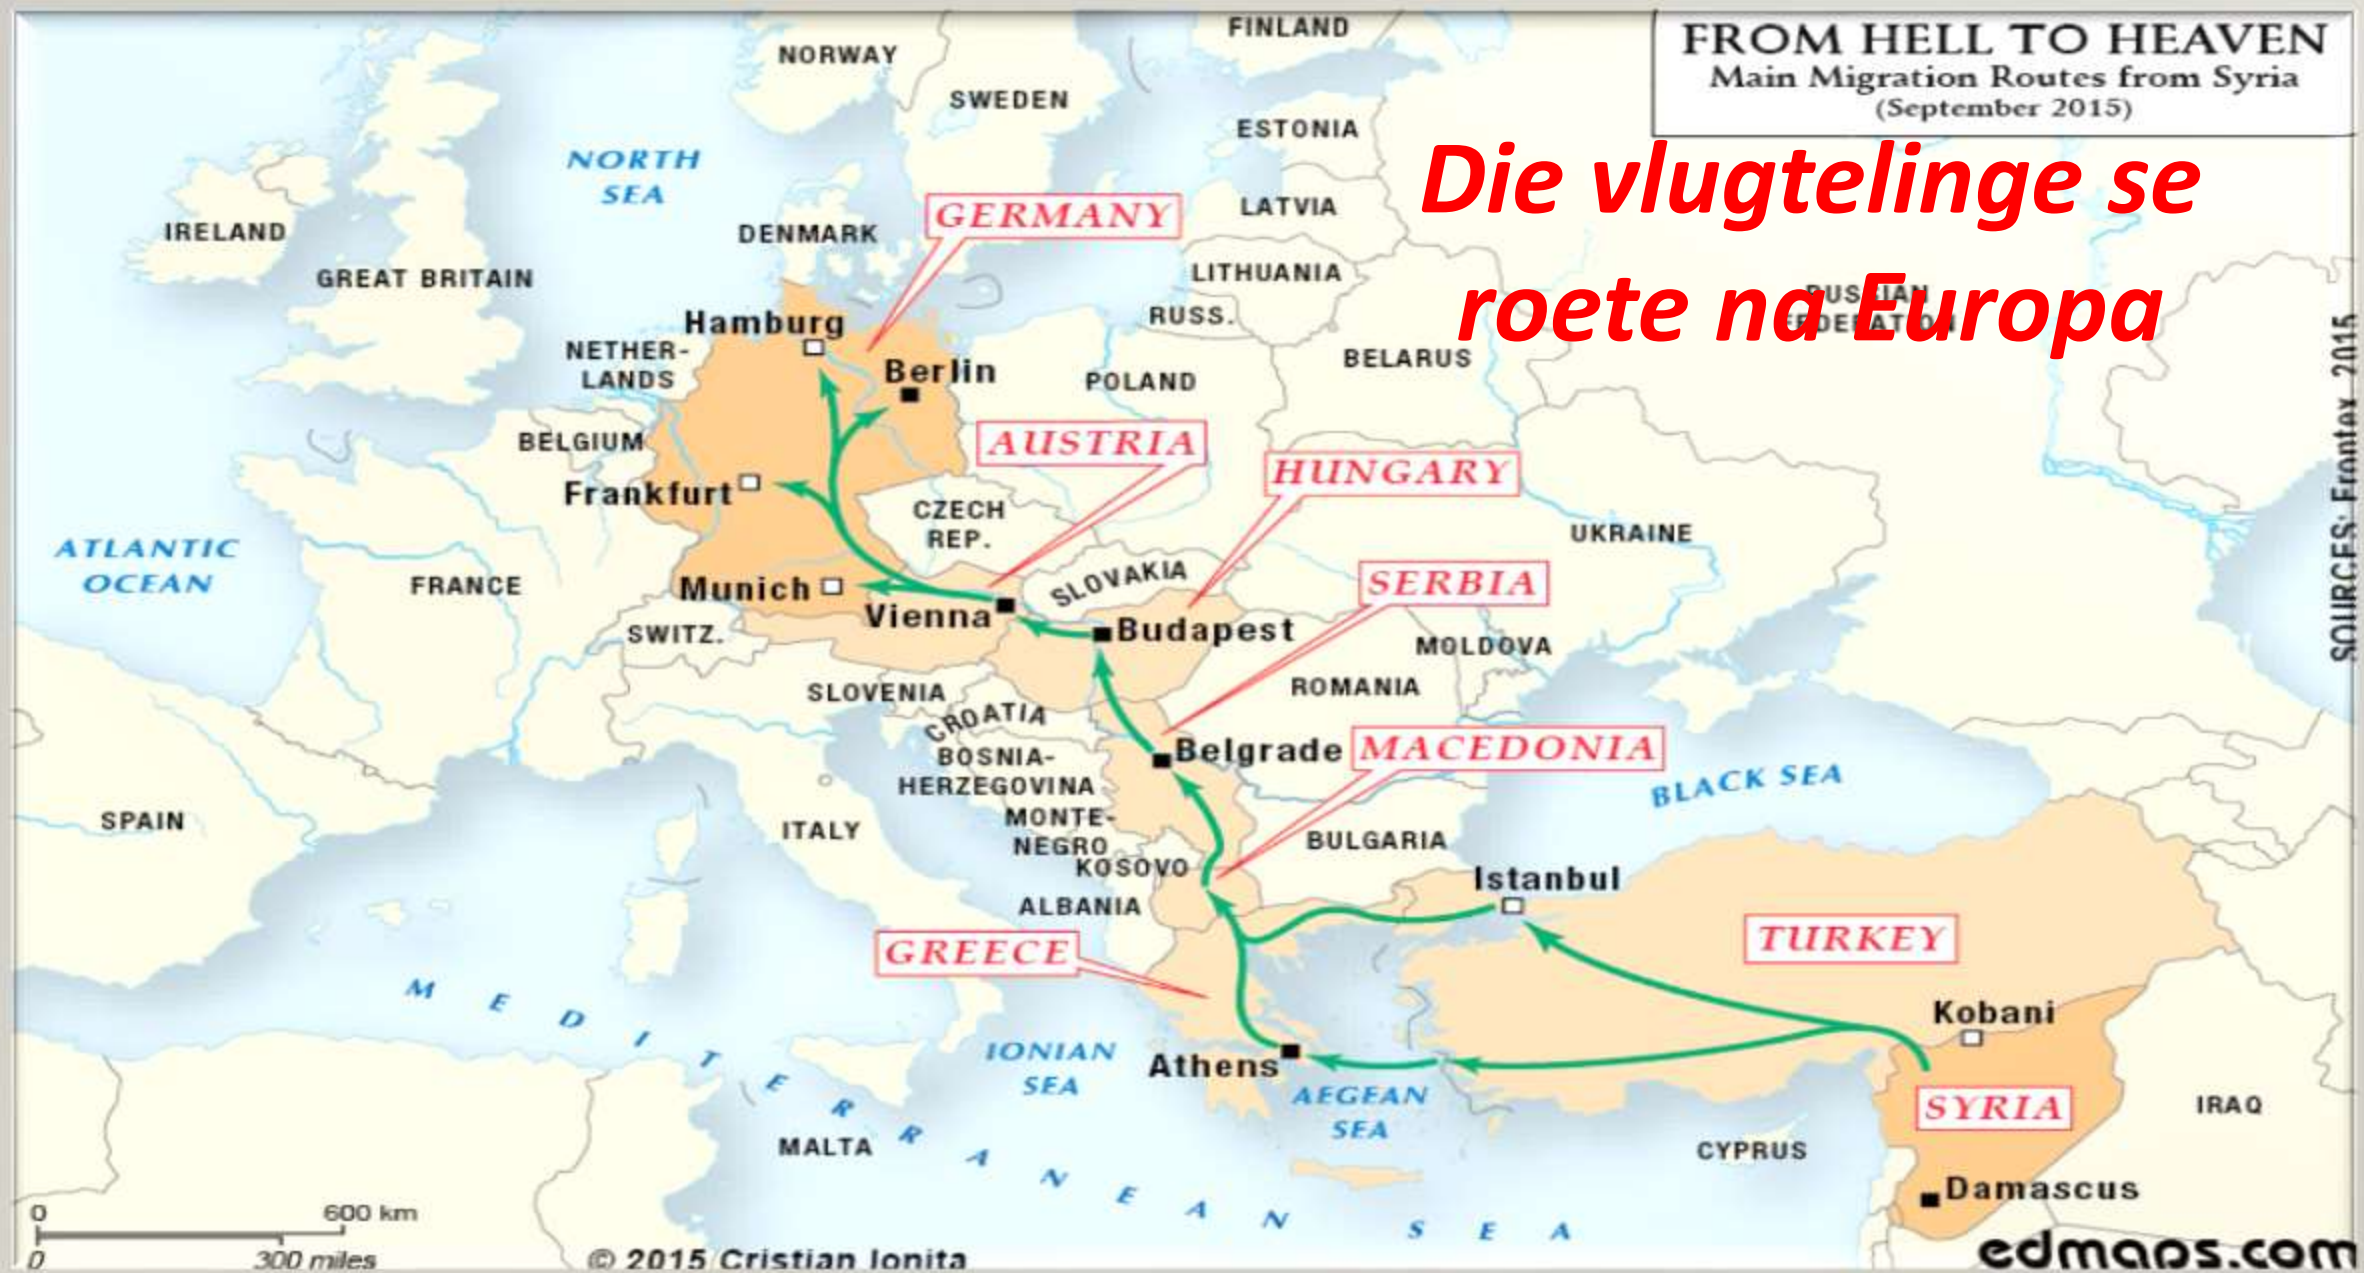 FROM HELL TO HEAVEN
Main Migration Routes from Syria
(September 2015)
Die vlugtelinge se
roete na Europa
FINLAND
NORWAY
SWEDEN
ESTONIA
NORTH
SEA
LATVIA
GERMANY
IRELAND
DENMARK
LITHUANIA
GREAT BRITAIN
RUSSIAN
FEDERATION
RUSS.
Hamburg
NETHER-
LANDS
BELARUS
Berlin
POLAND
BELGIUM
AUSTRIA
HUNGARY
Frankfurt
CZECH
REP.
UKRAINE
ATLANTIC
OCEAN
FRANCE
SLOVAKIA
SERBIA
Munich
Vienna
SWITZ.
Budapest
MOLDOVA
SLOVENIA
ROMANIA
CROATIA
BOSNIA-
HERZEGOVINA
Belgrade
MACEDONIA
BLACK SEA
SPAIN
ITALY
MONTE-
NEGRO
BULGARIA
KOSOVO
Istanbul
ALBANIA
GREECE
TURKEY
MEDITERRANEAN SEA
Kobani
IONIAN
SEA
Athens
AEGEAN
SEA
SYRIA
IRAQ
MALTA
CYPRUS
Damascus
0 600 km
0 300 miles
© 2015 Cristian Ionita
edmaps.com
SOURCES: Frontex, 2015